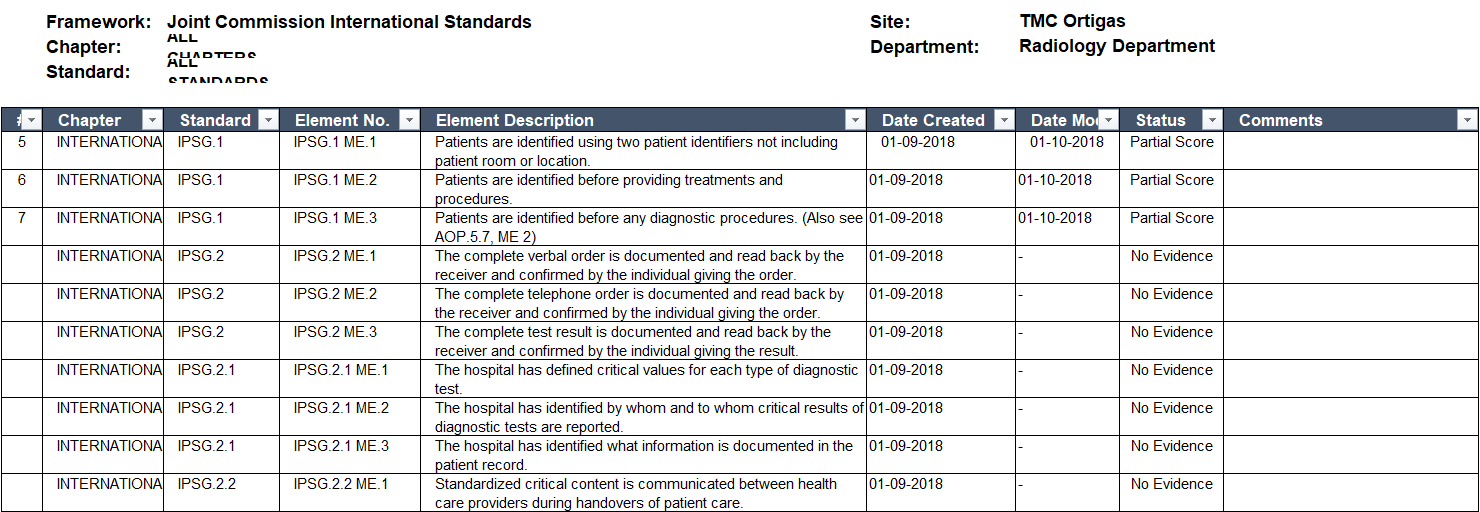 Framework: Joint Commission International Standards Site: TMC Ortigas
Chapter: ALL CHAPTERS Department: Radiology Department
Standard: ALL STANDARDS
# Chapter Standard Element No. Element Description Date Created Date Mod Status Comments
5 INTERNATIONA IPSG.1 IPSG.1 ME.1 Patients are identified using two patient identifiers not including 01-09-2018 01-10-2018 Partial Score
patient room or location.
6 INTERNATIONA IPSG.1 IPSG.1 ME.2 Patients are identified before providing treatments and 01-09-2018 01-10-2018 Partial Score
procedures.
7 INTERNATIONA IPSG.1 IPSG.1 ME.3 Patients are identified before any diagnostic procedures. (Also see 01-09-2018 01-10-2018 Partial Score
AOP.5.7, ME 2)
INTERNATIONA IPSG.2 IPSG.2 ME.1 The complete verbal order is documented and read back by the 01-09-2018 - No Evidence
receiver and confirmed by the individual giving the order.
INTERNATIONA IPSG.2 IPSG.2 ME.2 The complete telephone order is documented and read back by 01-09-2018 - No Evidence
the receiver and confirmed by the individual giving the order.
INTERNATIONA IPSG.2 IPSG.2 ME.3 The complete test result is documented and read back by the 01-09-2018 - No Evidence
receiver and confirmed by the individual giving the result.
INTERNATIONA IPSG.2.1 IPSG.2.1 ME.1 The hospital has defined critical values for each type of diagnostic 01-09-2018 - No Evidence
test.
INTERNATIONA IPSG.2.1 IPSG.2.1 ME.2 The hospital has identified by whom and to whom critical results of 01-09-2018 - No Evidence
diagnostic tests are reported.
INTERNATIONA IPSG.2.1 IPSG.2.1 ME.3 The hospital has identified what information is documented in the 01-09-2018 - No Evidence
patient record.
INTERNATIONA IPSG.2.2 IPSG.2.2 ME.1 Standardized critical content is communicated between health 01-09-2018 - No Evidence
care providers during handovers of patient care.